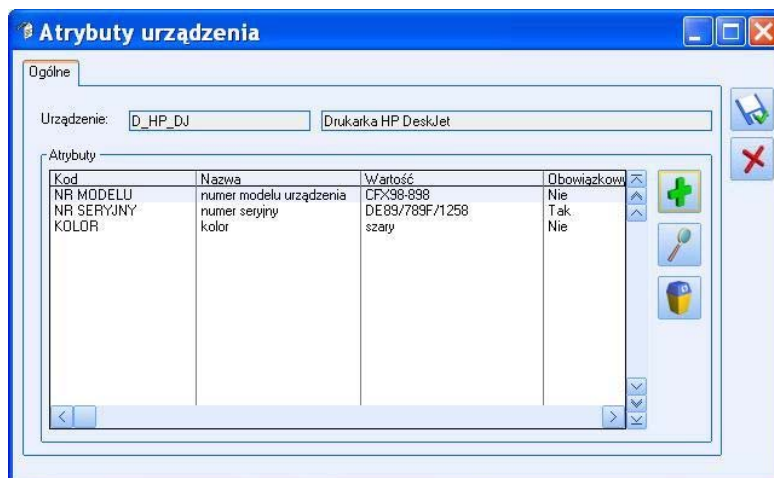 Atrybuty urządzenia
Ogólne
Urządzenie: D_HP_DJ Drukarka HP DeskJet
Atrybuty
Kod Nazwa Wartość Obowiązkowy
NR MODELU numer modelu urządzenia CFX98-898 Nie
NR SERYJNY numer seryjny DE89/789F/1258 Tak
KOLOR kolor szary Nie